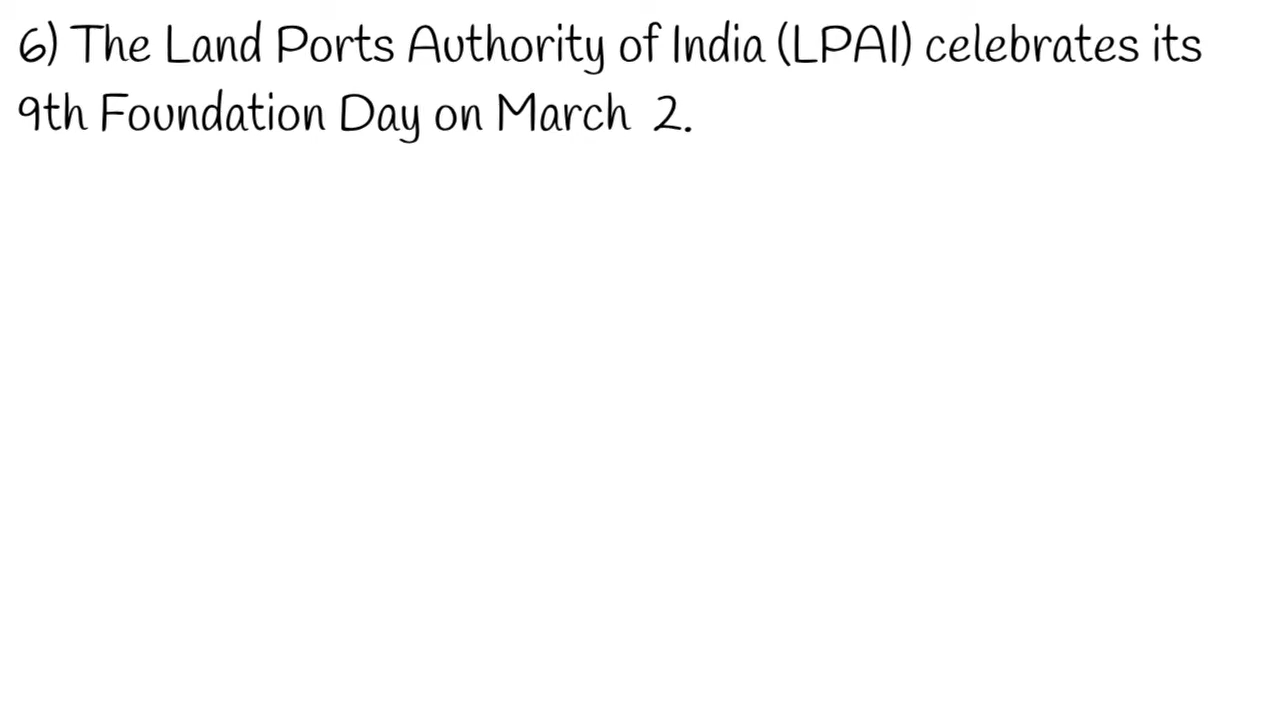 6) The Land Ports Authority of India (LPAI) celebrates its
9th Foundation Day on March 2.